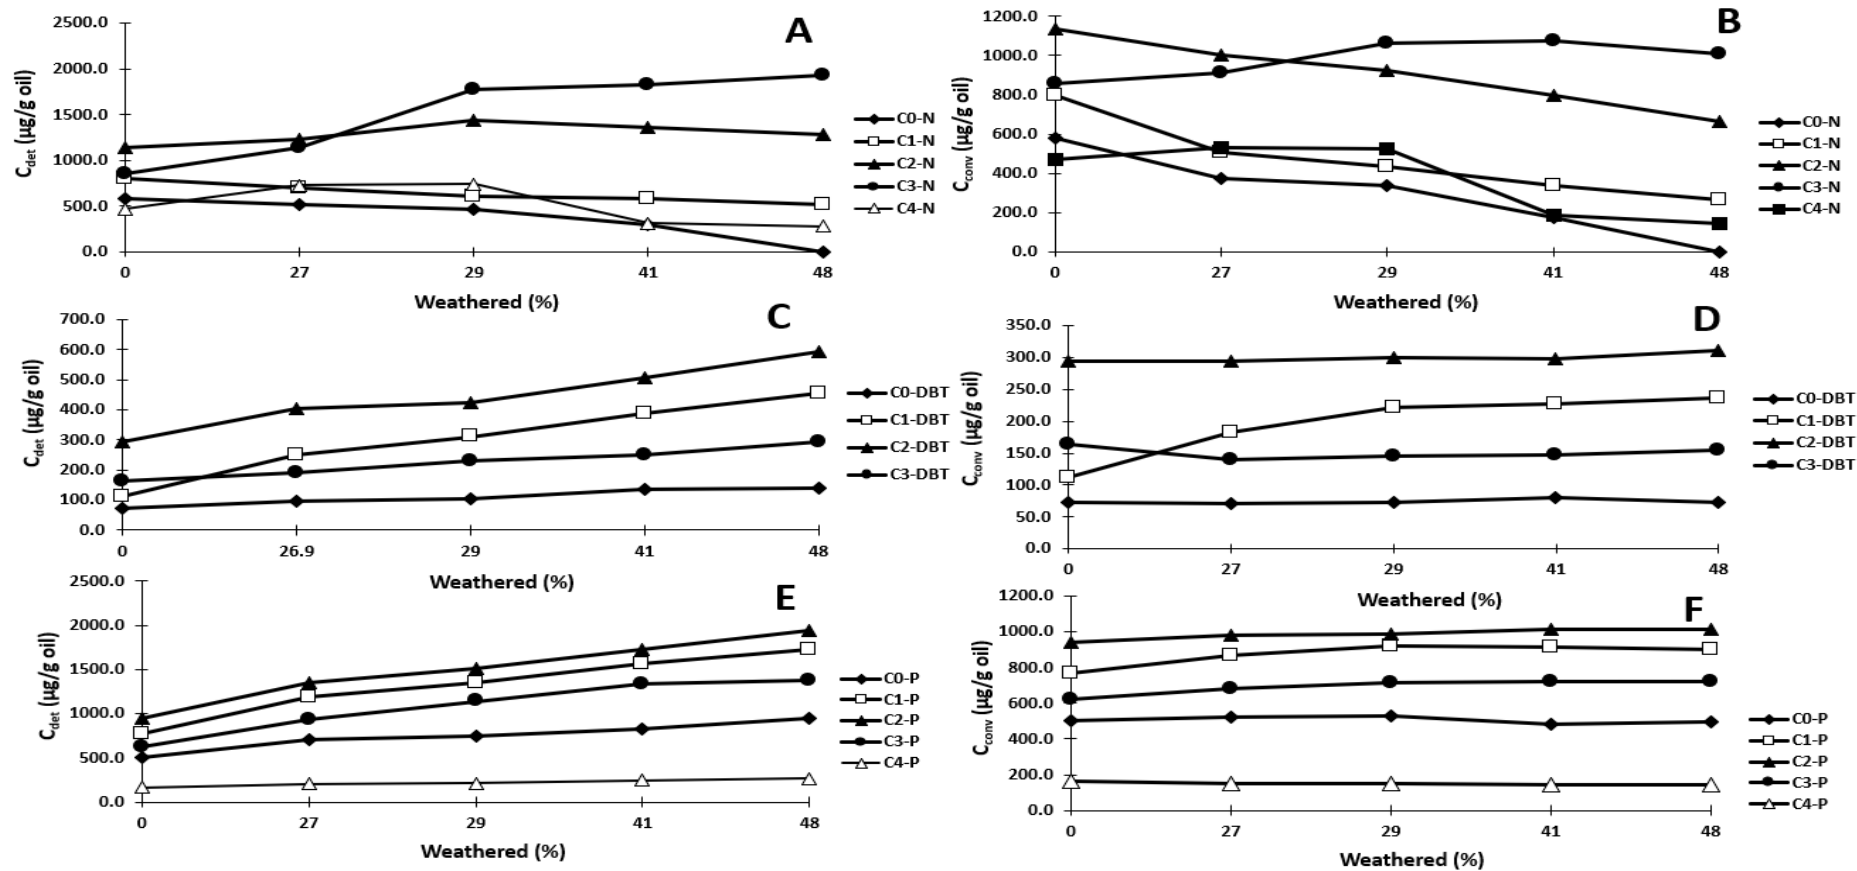 A
C_det (µg/g oil)
2500.0
2000.0
1500.0
1000.0
500.0
0.0
0 27 29 41 48
Weathered (%)
C0-N
C1-N
C2-N
C3-N
C4-N
B
C_conv (µg/g oil)
1200.0
1000.0
800.0
600.0
400.0
200.0
0.0
0 27 29 41 48
Weathered (%)
C0-N
C1-N
C2-N
C3-N
C4-N
C
C_det (µg/g oil)
700.0
600.0
500.0
400.0
300.0
200.0
100.0
0.0
0 26.9 29 41 48
Weathered (%)
C0-DBT
C1-DBT
C2-DBT
C3-DBT
D
C_conv (µg/g oil)
350.0
300.0
250.0
200.0
150.0
100.0
50.0
0.0
0 27 29 41 48
Weathered (%)
C0-DBT
C1-DBT
C2-DBT
C3-DBT
E
C_det (µg/g oil)
2500.0
2000.0
1500.0
1000.0
500.0
0.0
0 27 29 41 48
Weathered (%)
C0-P
C1-P
C2-P
C3-P
C4-P
F
C_conv (µg/g oil)
1200.0
1000.0
800.0
600.0
400.0
200.0
0.0
0 27 29 41 48
Weathered (%)
C0-P
C1-P
C2-P
C3-P
C4-P